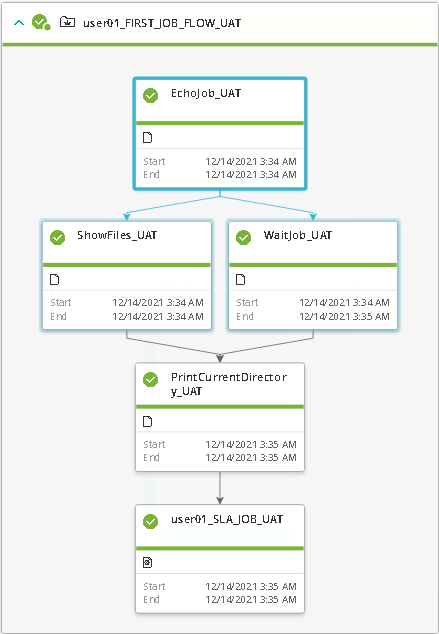 user01_FIRST_JOB_FLOW_UAT
EchoJob_UAT
Start 12/14/2021 3:34 AM
End 12/14/2021 3:34 AM
ShowFiles_UAT
Start 12/14/2021 3:34 AM
End 12/14/2021 3:34 AM
WaitJob_UAT
Start 12/14/2021 3:34 AM
End 12/14/2021 3:35 AM
PrintCurrentDirector
y_UAT
Start 12/14/2021 3:35 AM
End 12/14/2021 3:35 AM
user01_SLA_JOB_UAT
Start 12/14/2021 3:35 AM
End 12/14/2021 3:35 AM